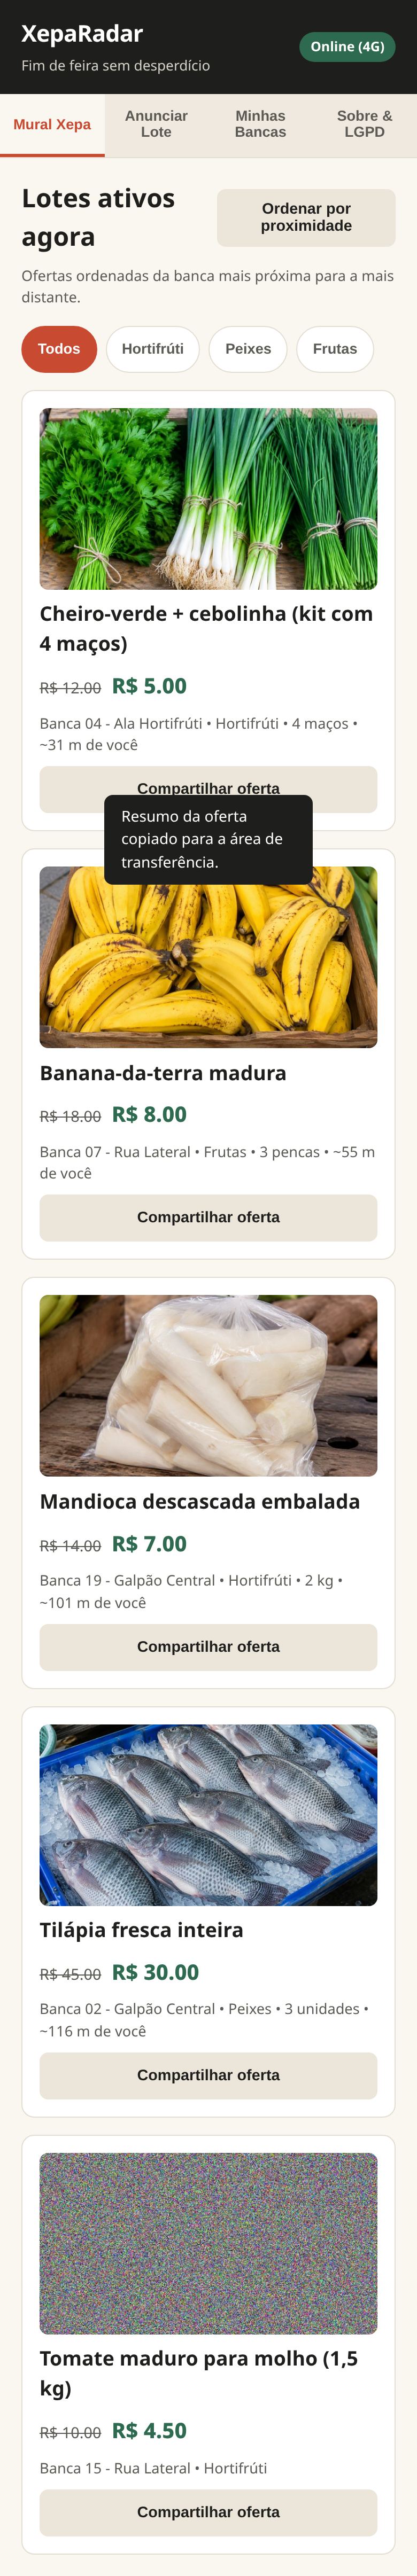 XepaRadar
Fim de feira sem desperdício
Online (4G)
Mural Xepa
Anunciar
Lote
Minhas
Bancas
Sobre &
LGPD
Lotes ativos
agora
Ordenar por
proximidade
Ofertas ordenadas da banca mais próxima para a mais
distante.
Todos
Hortifrúti
Peixes
Frutas
Cheiro-verde + cebolinha (kit com
4 maços)
R$ 12.00 R$ 5.00
Banca 04 - Ala Hortifrúti • Hortifrúti • 4 maços •
~31 m de você
Compartilhar oferta
Resumo da oferta
copiado para a área de
transferência.
Banana-da-terra madura
R$ 18.00 R$ 8.00
Banca 07 - Rua Lateral • Frutas • 3 pencas • ~55 m
de você
Compartilhar oferta
Mandioca descascada embalada
R$ 14.00 R$ 7.00
Banca 19 - Galpão Central • Hortifrúti • 2 kg •
~101 m de você
Compartilhar oferta
Tilápia fresca inteira
R$ 45.00 R$ 30.00
Banca 02 - Galpão Central • Peixes • 3 unidades •
~116 m de você
Compartilhar oferta
Tomate maduro para molho (1,5
kg)
R$ 10.00 R$ 4.50
Banca 15 - Rua Lateral • Hortifrúti
Compartilhar oferta